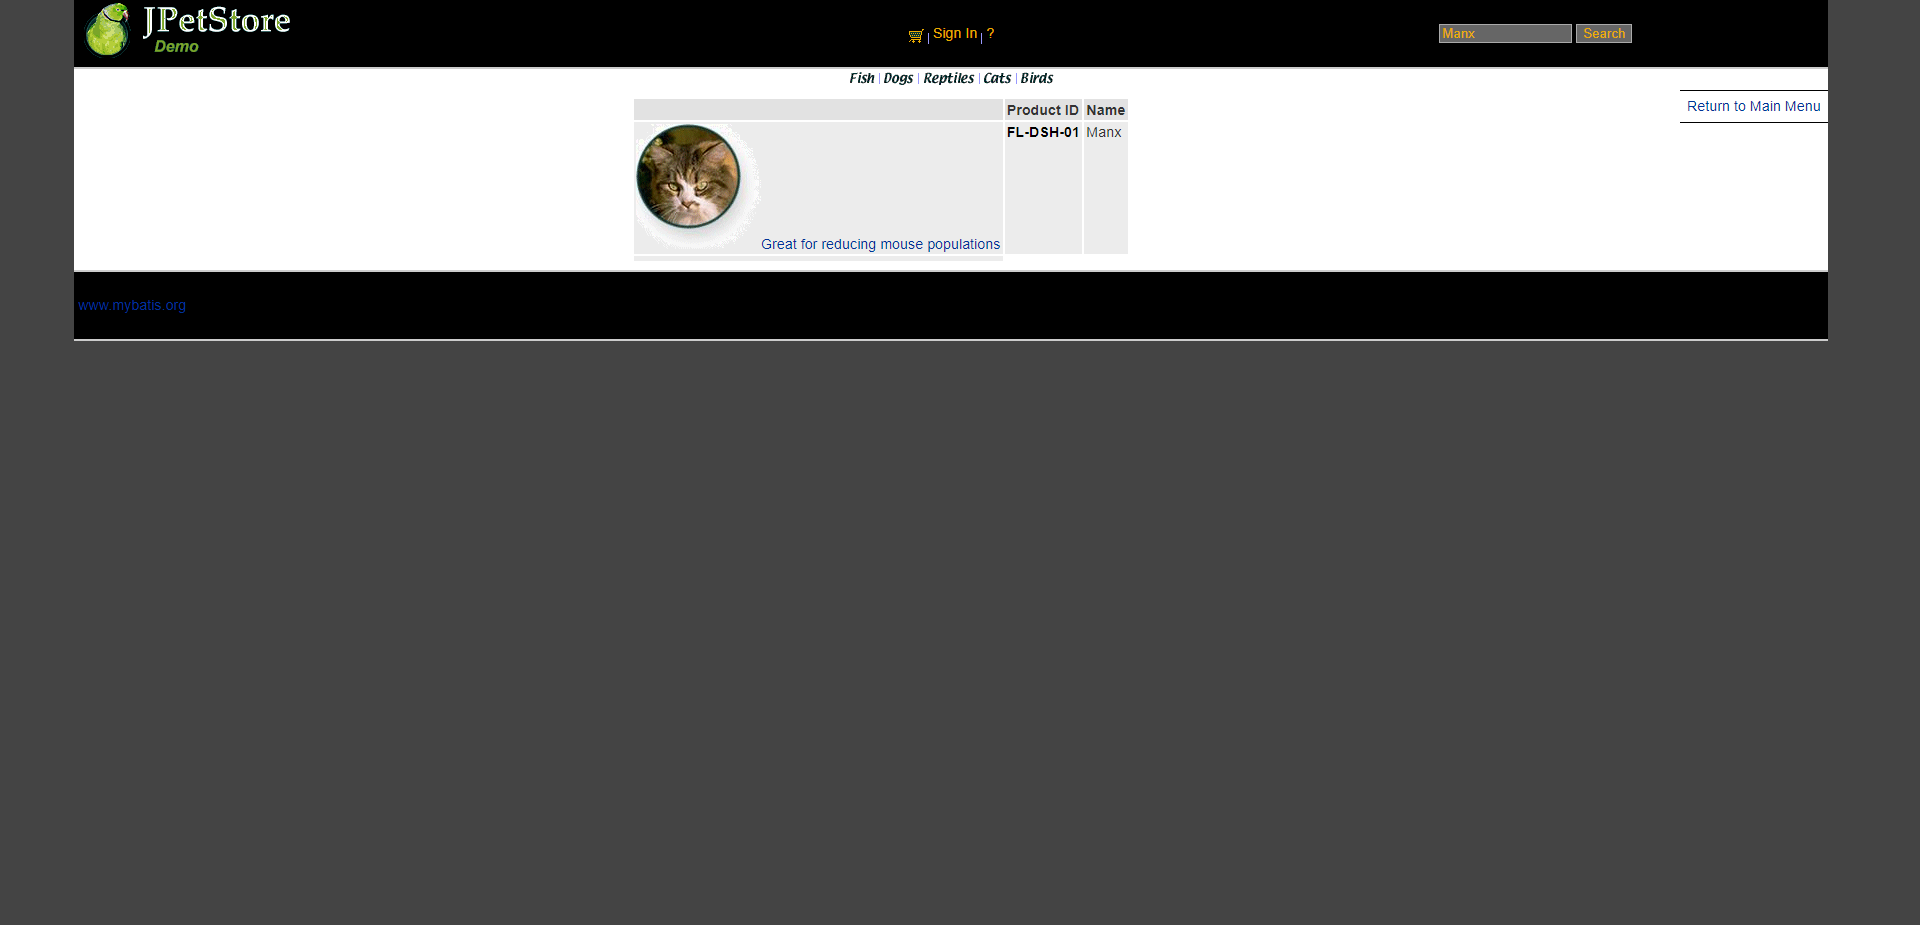 JPetStore
Demo
Sign In ?
Manx Search
Fish Dogs Reptiles Cats Birds
Return to Main Menu
Product ID Name
FL-DSH-01 Manx
Great for reducing mouse populations
www.mybatis.org